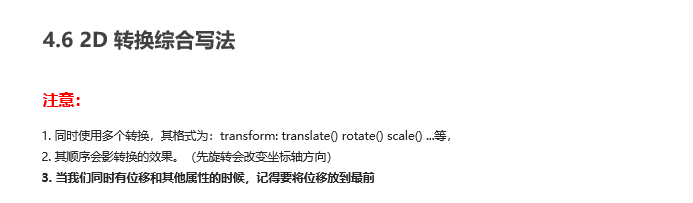 4.6 2D 转换综合写法
注意：
1. 同时使用多个转换，其格式为：transform: translate() rotate() scale() ...等，
2. 其顺序会影转换的效果。（先旋转会改变坐标轴方向）
3. 当我们同时有位移和其他属性的时候，记得要将位移放到最前